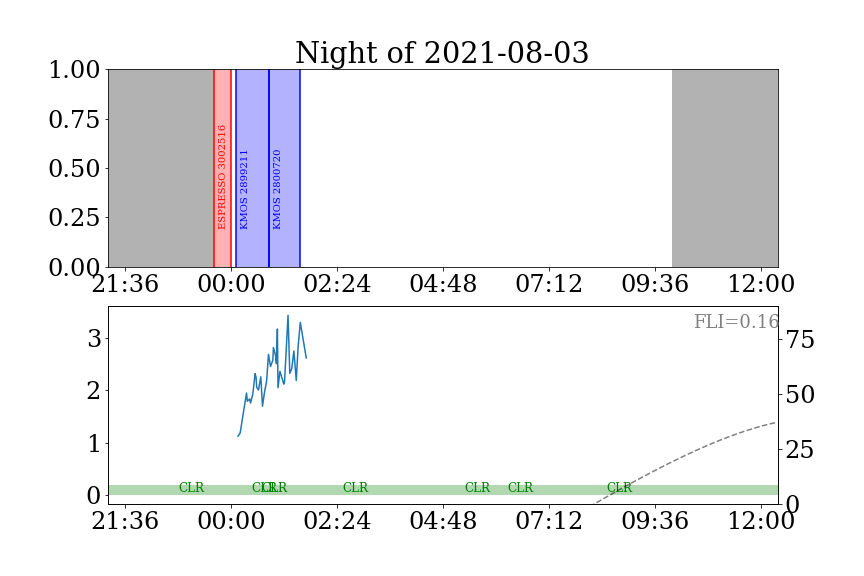 Night of 2021-08-03
1.00
0.75
0.50
0.25
0.00
ESPRESSO 3002516
KMOS 2899211
KMOS 2800720
21:36 00:00 02:24 04:48 07:12 09:36 12:00
FLI=0.16
3
2
1
0
75
50
25
0
CLR CLR CLR CLR CLR CLR CLR
21:36 00:00 02:24 04:48 07:12 09:36 12:00